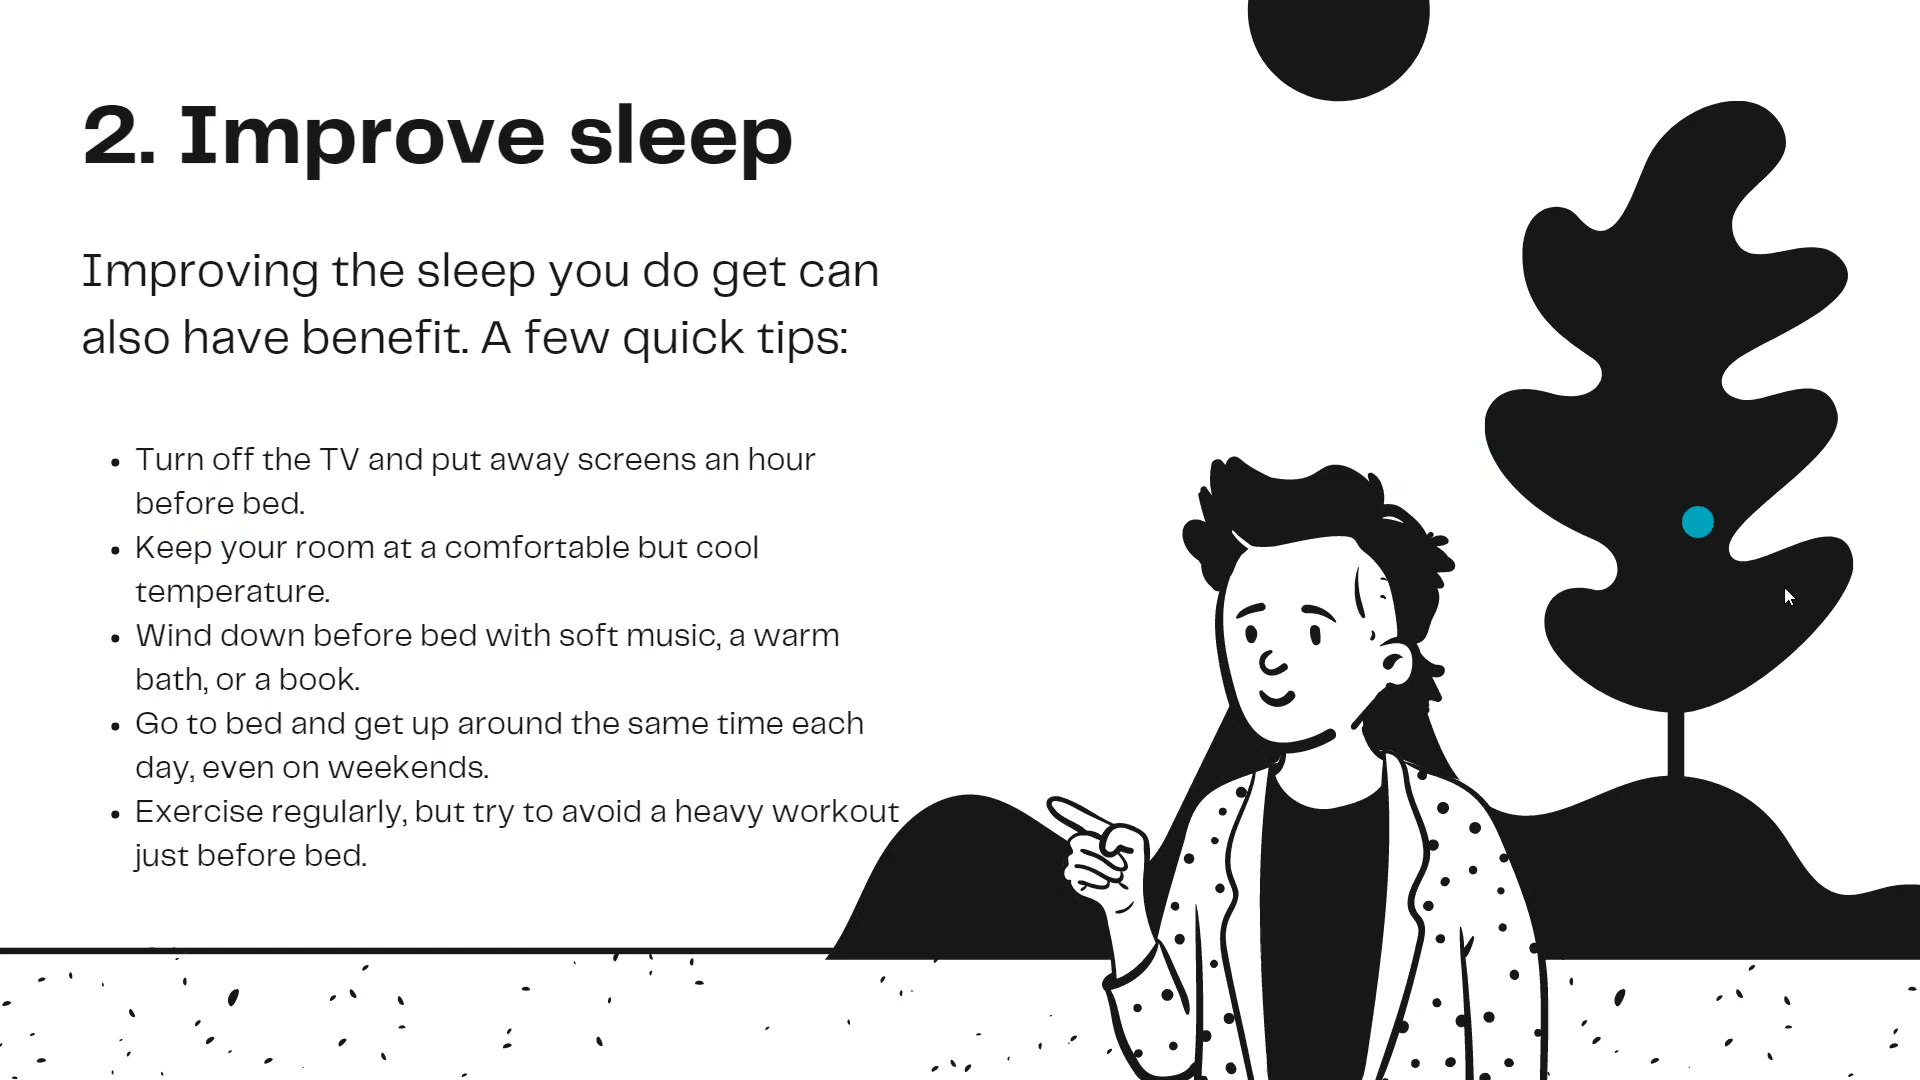 2. Improve sleep
Improving the sleep you do get can
also have benefit. A few quick tips:
• Turn off the TV and put away screens an hour
before bed.
• Keep your room at a comfortable but cool
temperature.
• Wind down before bed with soft music, a warm
bath, or a book.
• Go to bed and get up around the same time each
day, even on weekends.
• Exercise regularly, but try to avoid a heavy workout
just before bed.